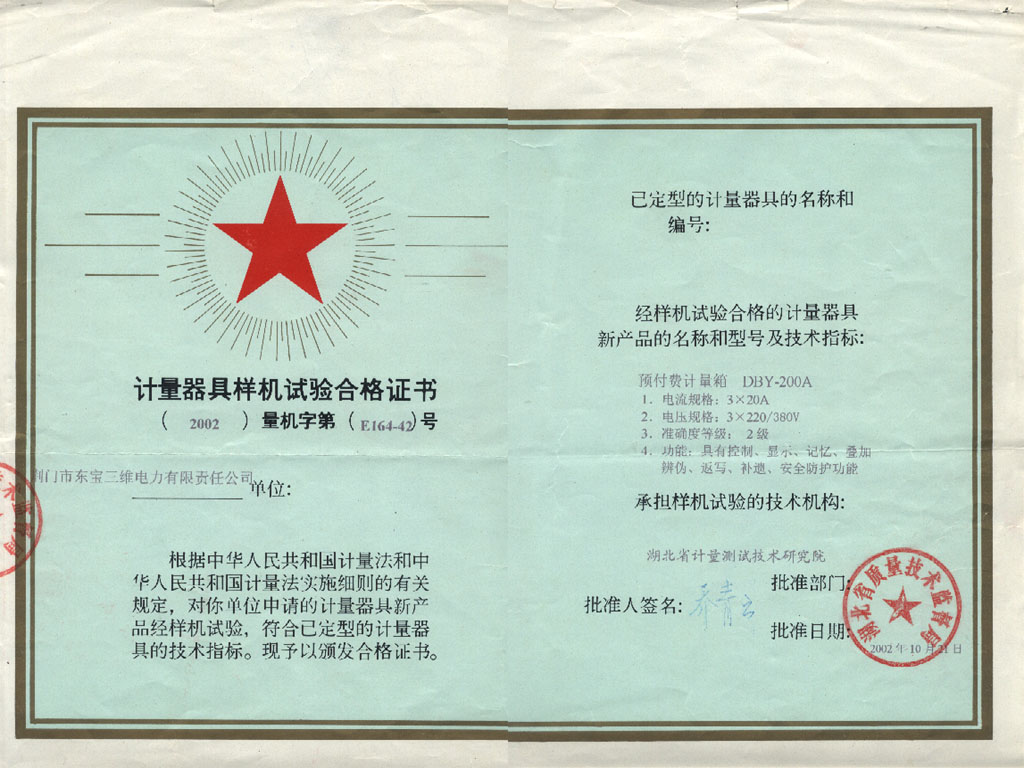 计量器具样机试验合格证书
（ 2002 ）量机字第（E164-42）号
荆门市东宝三维电力有限责任公司
单位：
根据中华人民共和国计量法和中
华人民共和国计量法实施细则的有关
规定，对你单位申请的计量器具新产
品经样机试验，符合已定型的计量器
具的技术指标。现予以颁发合格证书。
已定型的计量器具的名称和
编号：
经样机试验合格的计量器具
新产品的名称和型号及技术指标：
预付费计量箱 DBY-200A
1. 电流规格：3×20A
2. 电压规格：3×220/380V
3. 准确度等级： 2级
4. 功能：具有控制、显示、记忆、叠加
辨伪、返写、补遗、安全防护功能
承担样机试验的技术机构：
湖北省计量测试技术研究院
批准部门：
批准人签名：乔青云
批准日期：
2002年10月21日
湖北省质量技术监督局